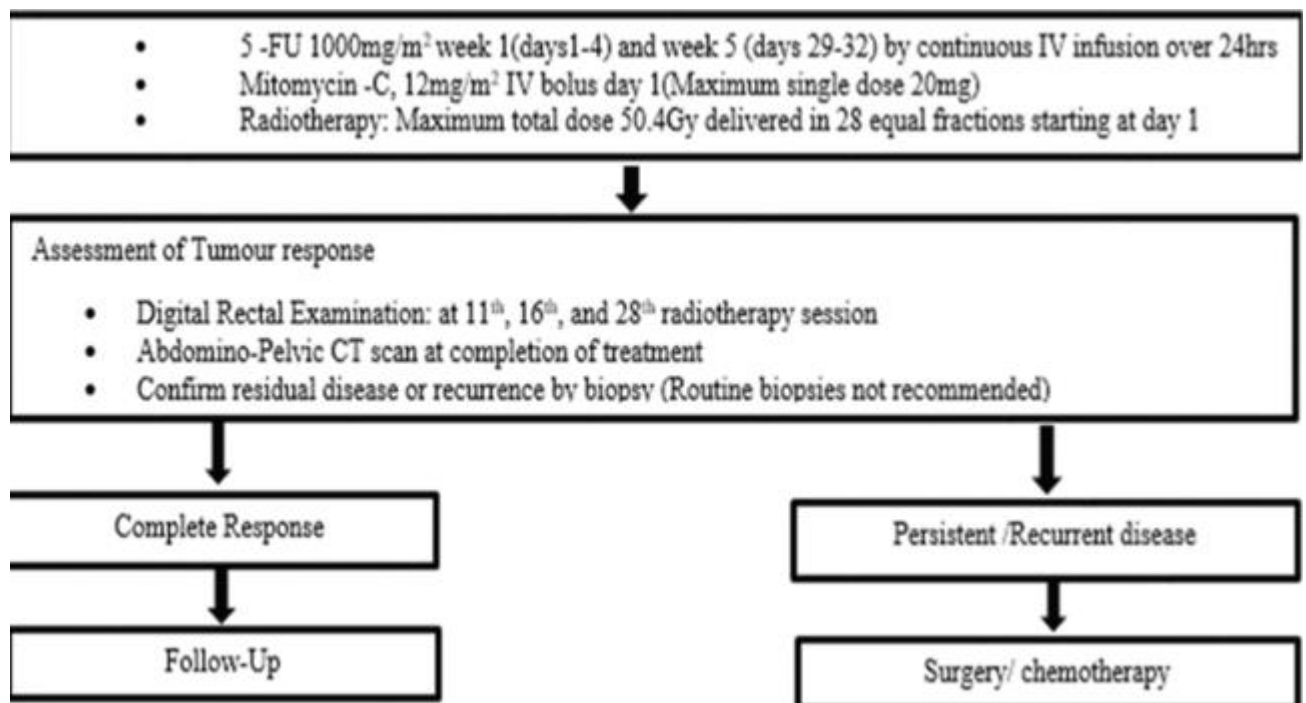 • 5 -FU 1000mg/m² week 1(days1-4) and week 5 (days 29-32) by continuous IV infusion over 24hrs
• Mitomycin -C, 12mg/m² IV bolus day 1(Maximum single dose 20mg)
• Radiotherapy: Maximum total dose 50.4Gy delivered in 28 equal fractions starting at day 1
Assessment of Tumour response
• Digital Rectal Examination: at 11th, 16th, and 28th radiotherapy session
• Abdomino-Pelvic CT scan at completion of treatment
• Confirm residual disease or recurrence by biopsy (Routine biopsies not recommended)
Complete Response
Persistent /Recurrent disease
Follow-Up
Surgery/ chemotherapy